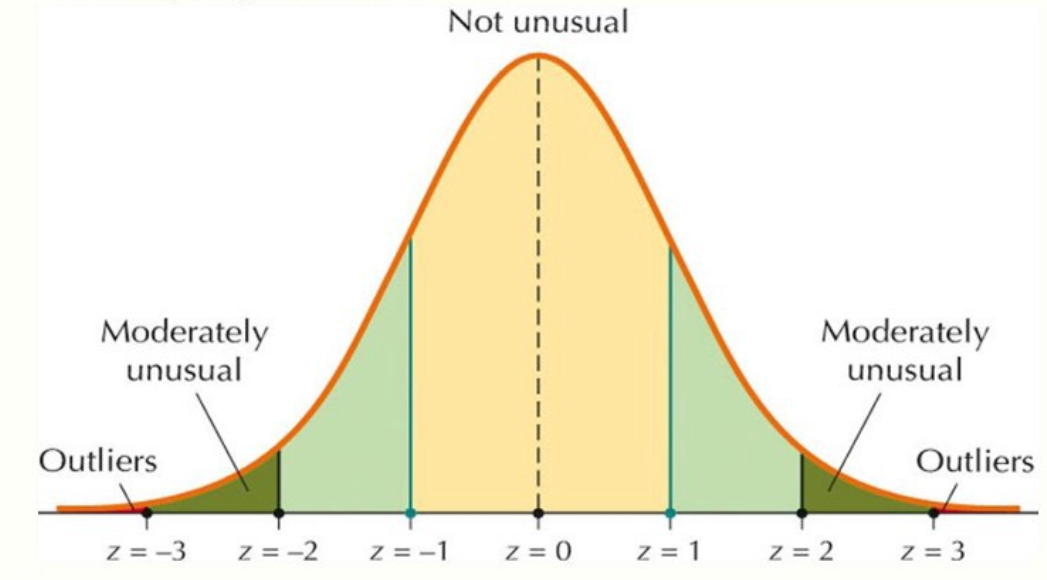 Not unusual
Moderately
unusual
Moderately
unusual
Outliers
Outliers
z = –3 z = –2 z = –1 z = 0 z = 1 z = 2 z = 3